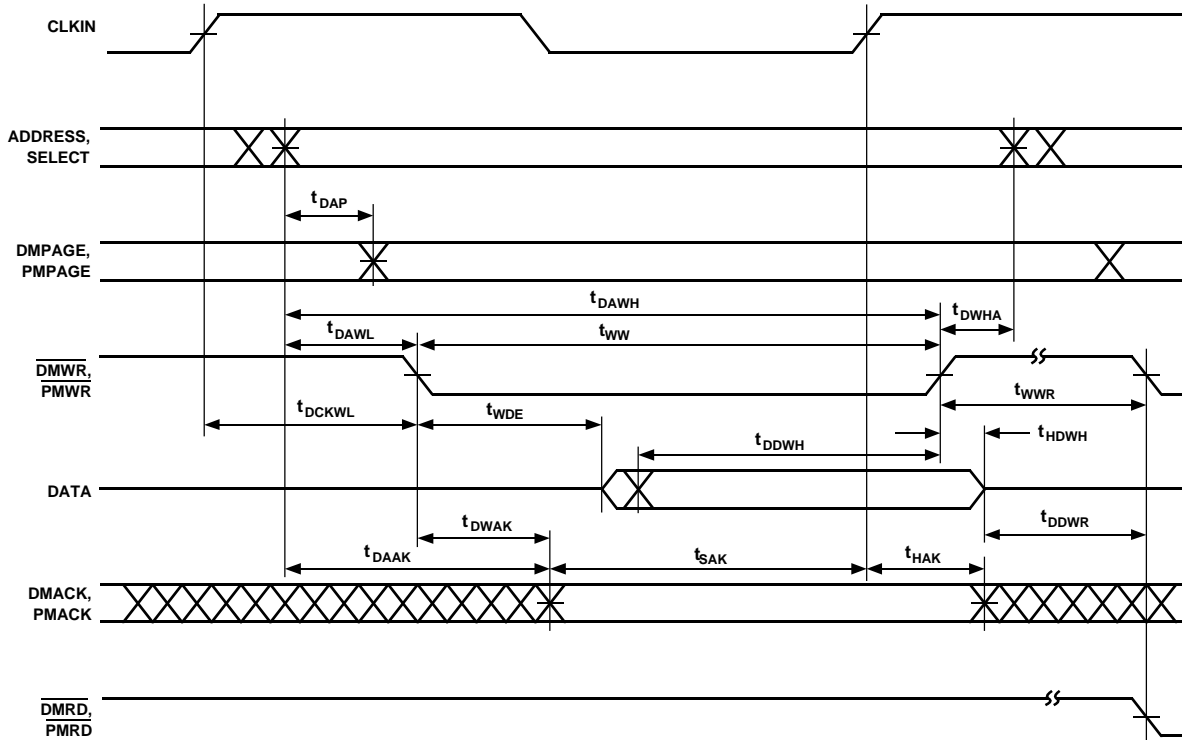 CLKIN
ADDRESS,
SELECT
tDAP
DMPAGE,
PMPAGE
tDAWH
tDWHA
tDAWL
tWW
DMWR,
PMWR
tDCKWL
tWDE
tWWR
tHDWH
tDDWH
DATA
tDWAK
tDDWR
tDAAK
tSAK
tHAK
DMACK,
PMACK
DMRD,
PMRD